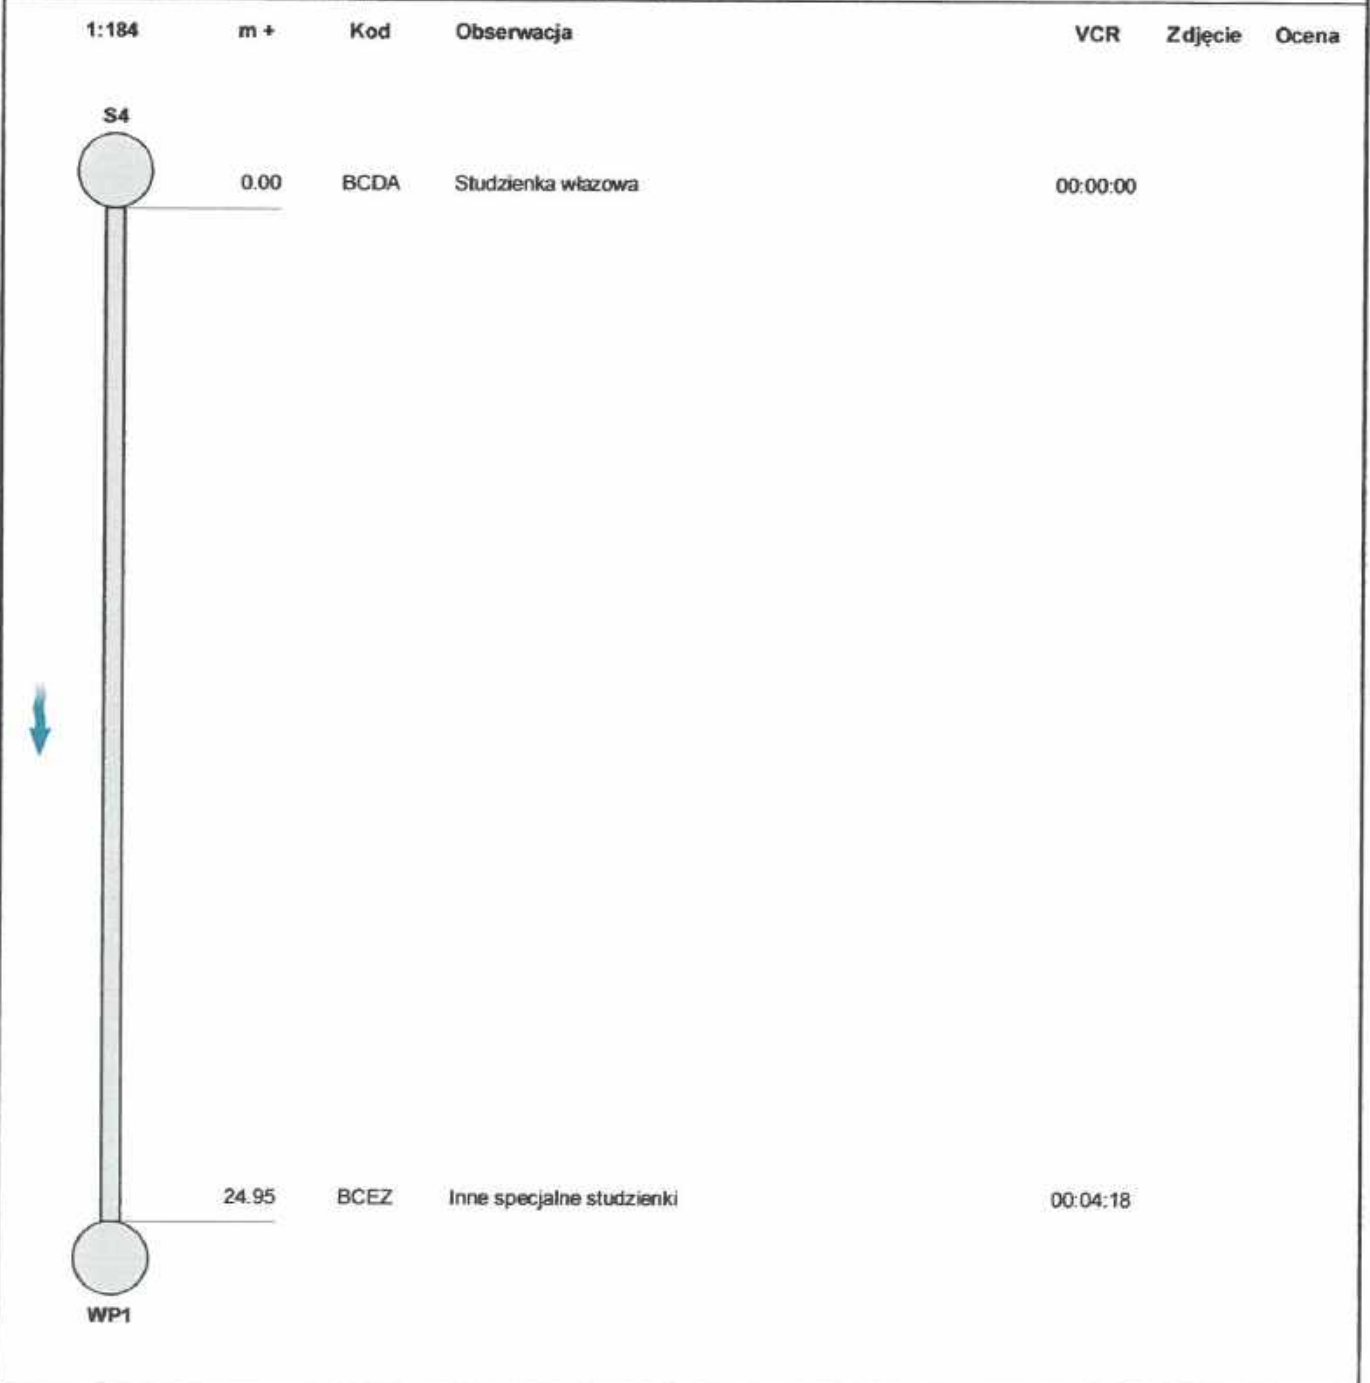 1:184 m + Kod Obserwacja VCR Zdjęcie Ocena
S4
0.00 BCDA Studzienka włazowa 00:00:00
24.95 BCEZ Inne specjalne studzienki 00:04:18
WP1